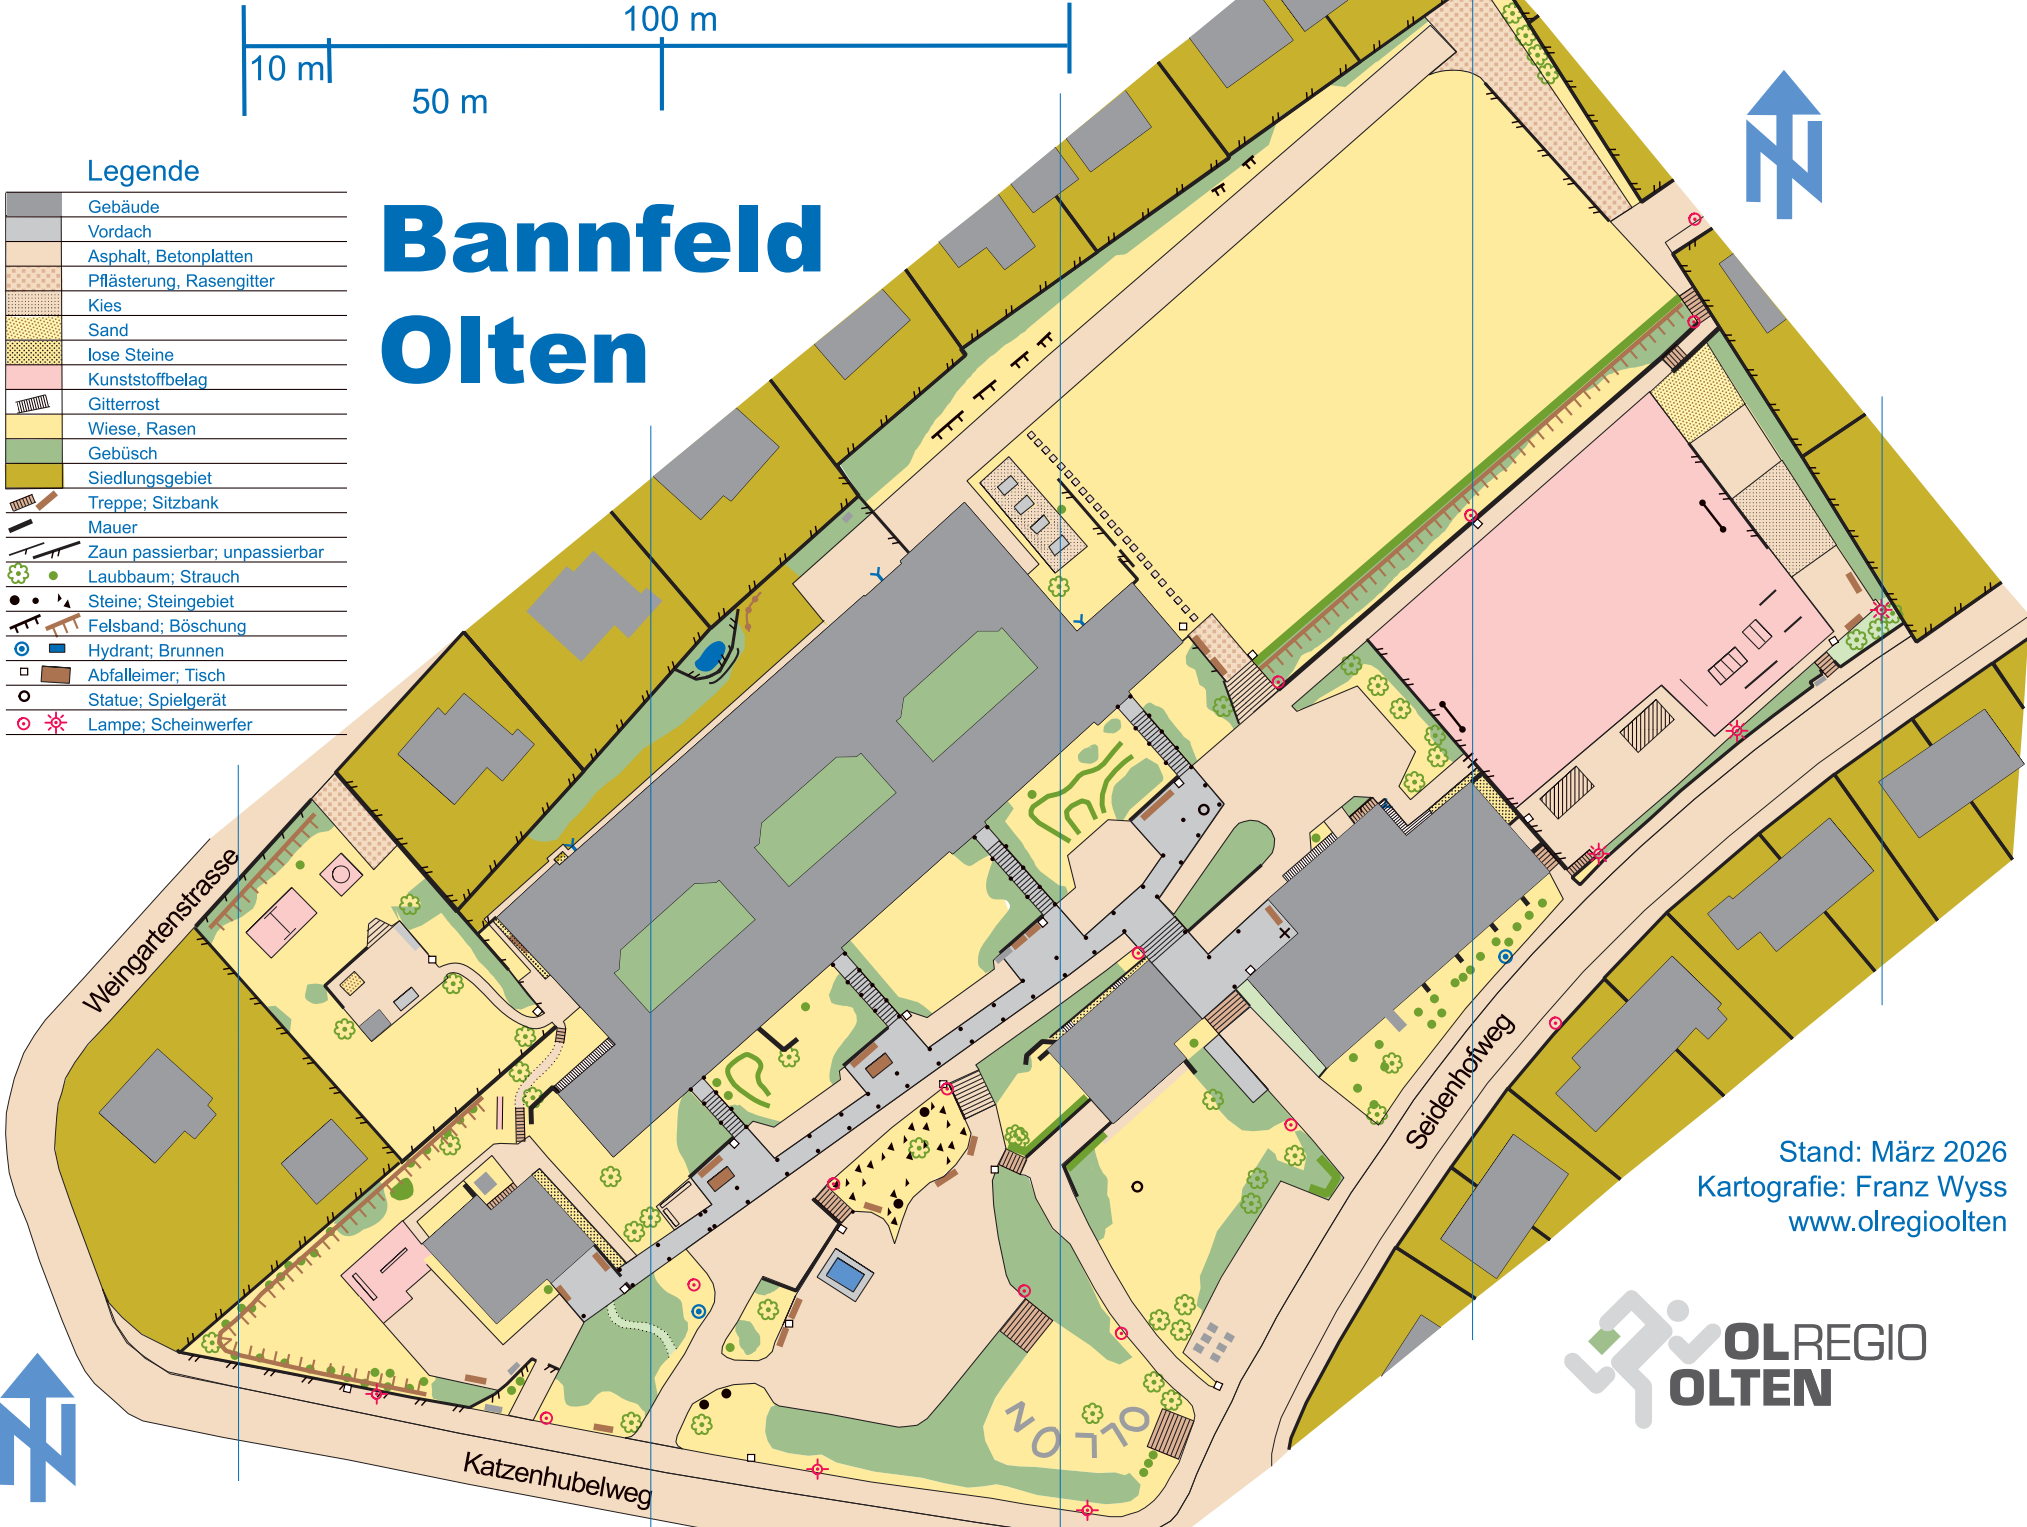 100 m
10 m
50 m
Legende
Gebäude
Vordach
Asphalt, Betonplatten
Pflästerung, Rasengitter
Kies
Sand
lose Steine
Kunststoffbelag
Gitterrost
Wiese, Rasen
Gebüsch
Siedlungsgebiet
Treppe; Sitzbank
Mauer
Zaun passierbar; unpassierbar
Laubbaum; Strauch
Steine; Steingebiet
Felsband; Böschung
Hydrant; Brunnen
Abfalleimer; Tisch
Statue; Spielgerät
Lampe; Scheinwerfer
Bannfeld
Olten
N
Weingartenstrasse
Seidenhofweg
Katzenhubelweg
Stand: März 2026
Kartografie: Franz Wyss
www.olregioolten
OLREGIO
OLTEN
N